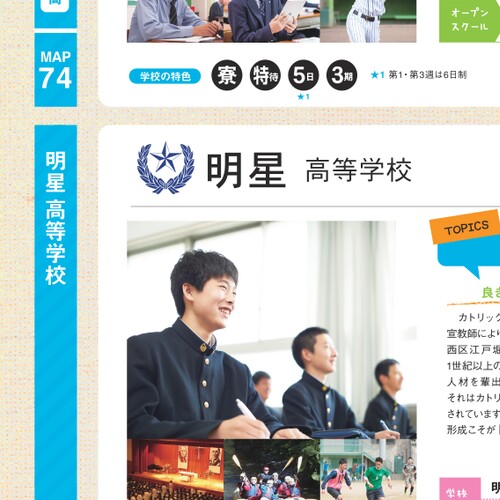 MAP
74
オープン
スクール
学校の特色
寮 特待 5日 3期
★1 第1・第3週は6日制
★1
明星 高等学校
明星 高等学校
TOPICS
カトリック
宣教師によ
西区江戸堀
1世紀以上の
人材を輩出
それはカトリ
されています
形成こそが
学校